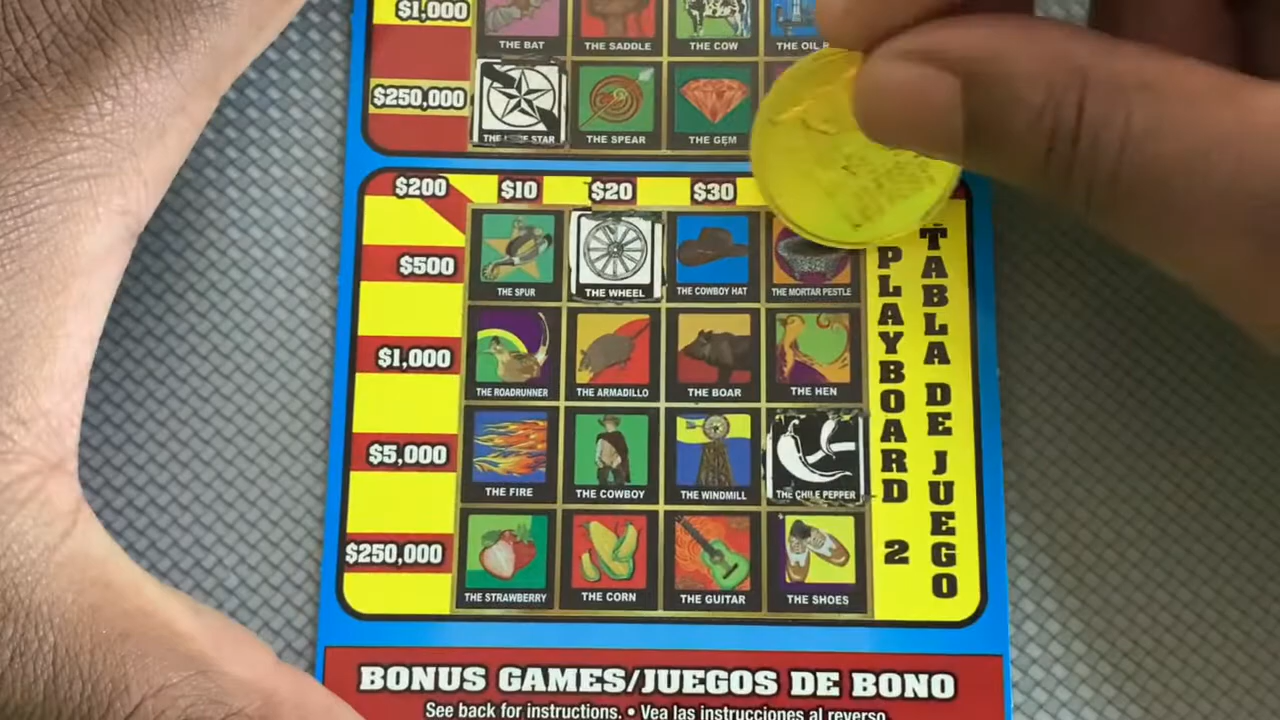 $1,000
THE BAT THE SADDLE THE COW THE OIL
$250,000
THE STAR THE SPEAR THE GEM
$200 $10 $20 $30
$500
THE SPUR THE WHEEL THE COWBOY HAT THE MORTAR PESTLE
$1,000
THE ROADRUNNER THE ARMADILLO THE BOAR THE HEN
$5,000
THE FIRE THE COWBOY THE WINDMILL THE CHILE PEPPER
$250,000
THE STRAWBERRY THE CORN THE GUITAR THE SHOES
PLAYBOARD 2
TABLA DE JUEGO
BONUS GAMES/JUEGOS DE BONO
See back for instructions. • Vea las instrucciones al reverso.